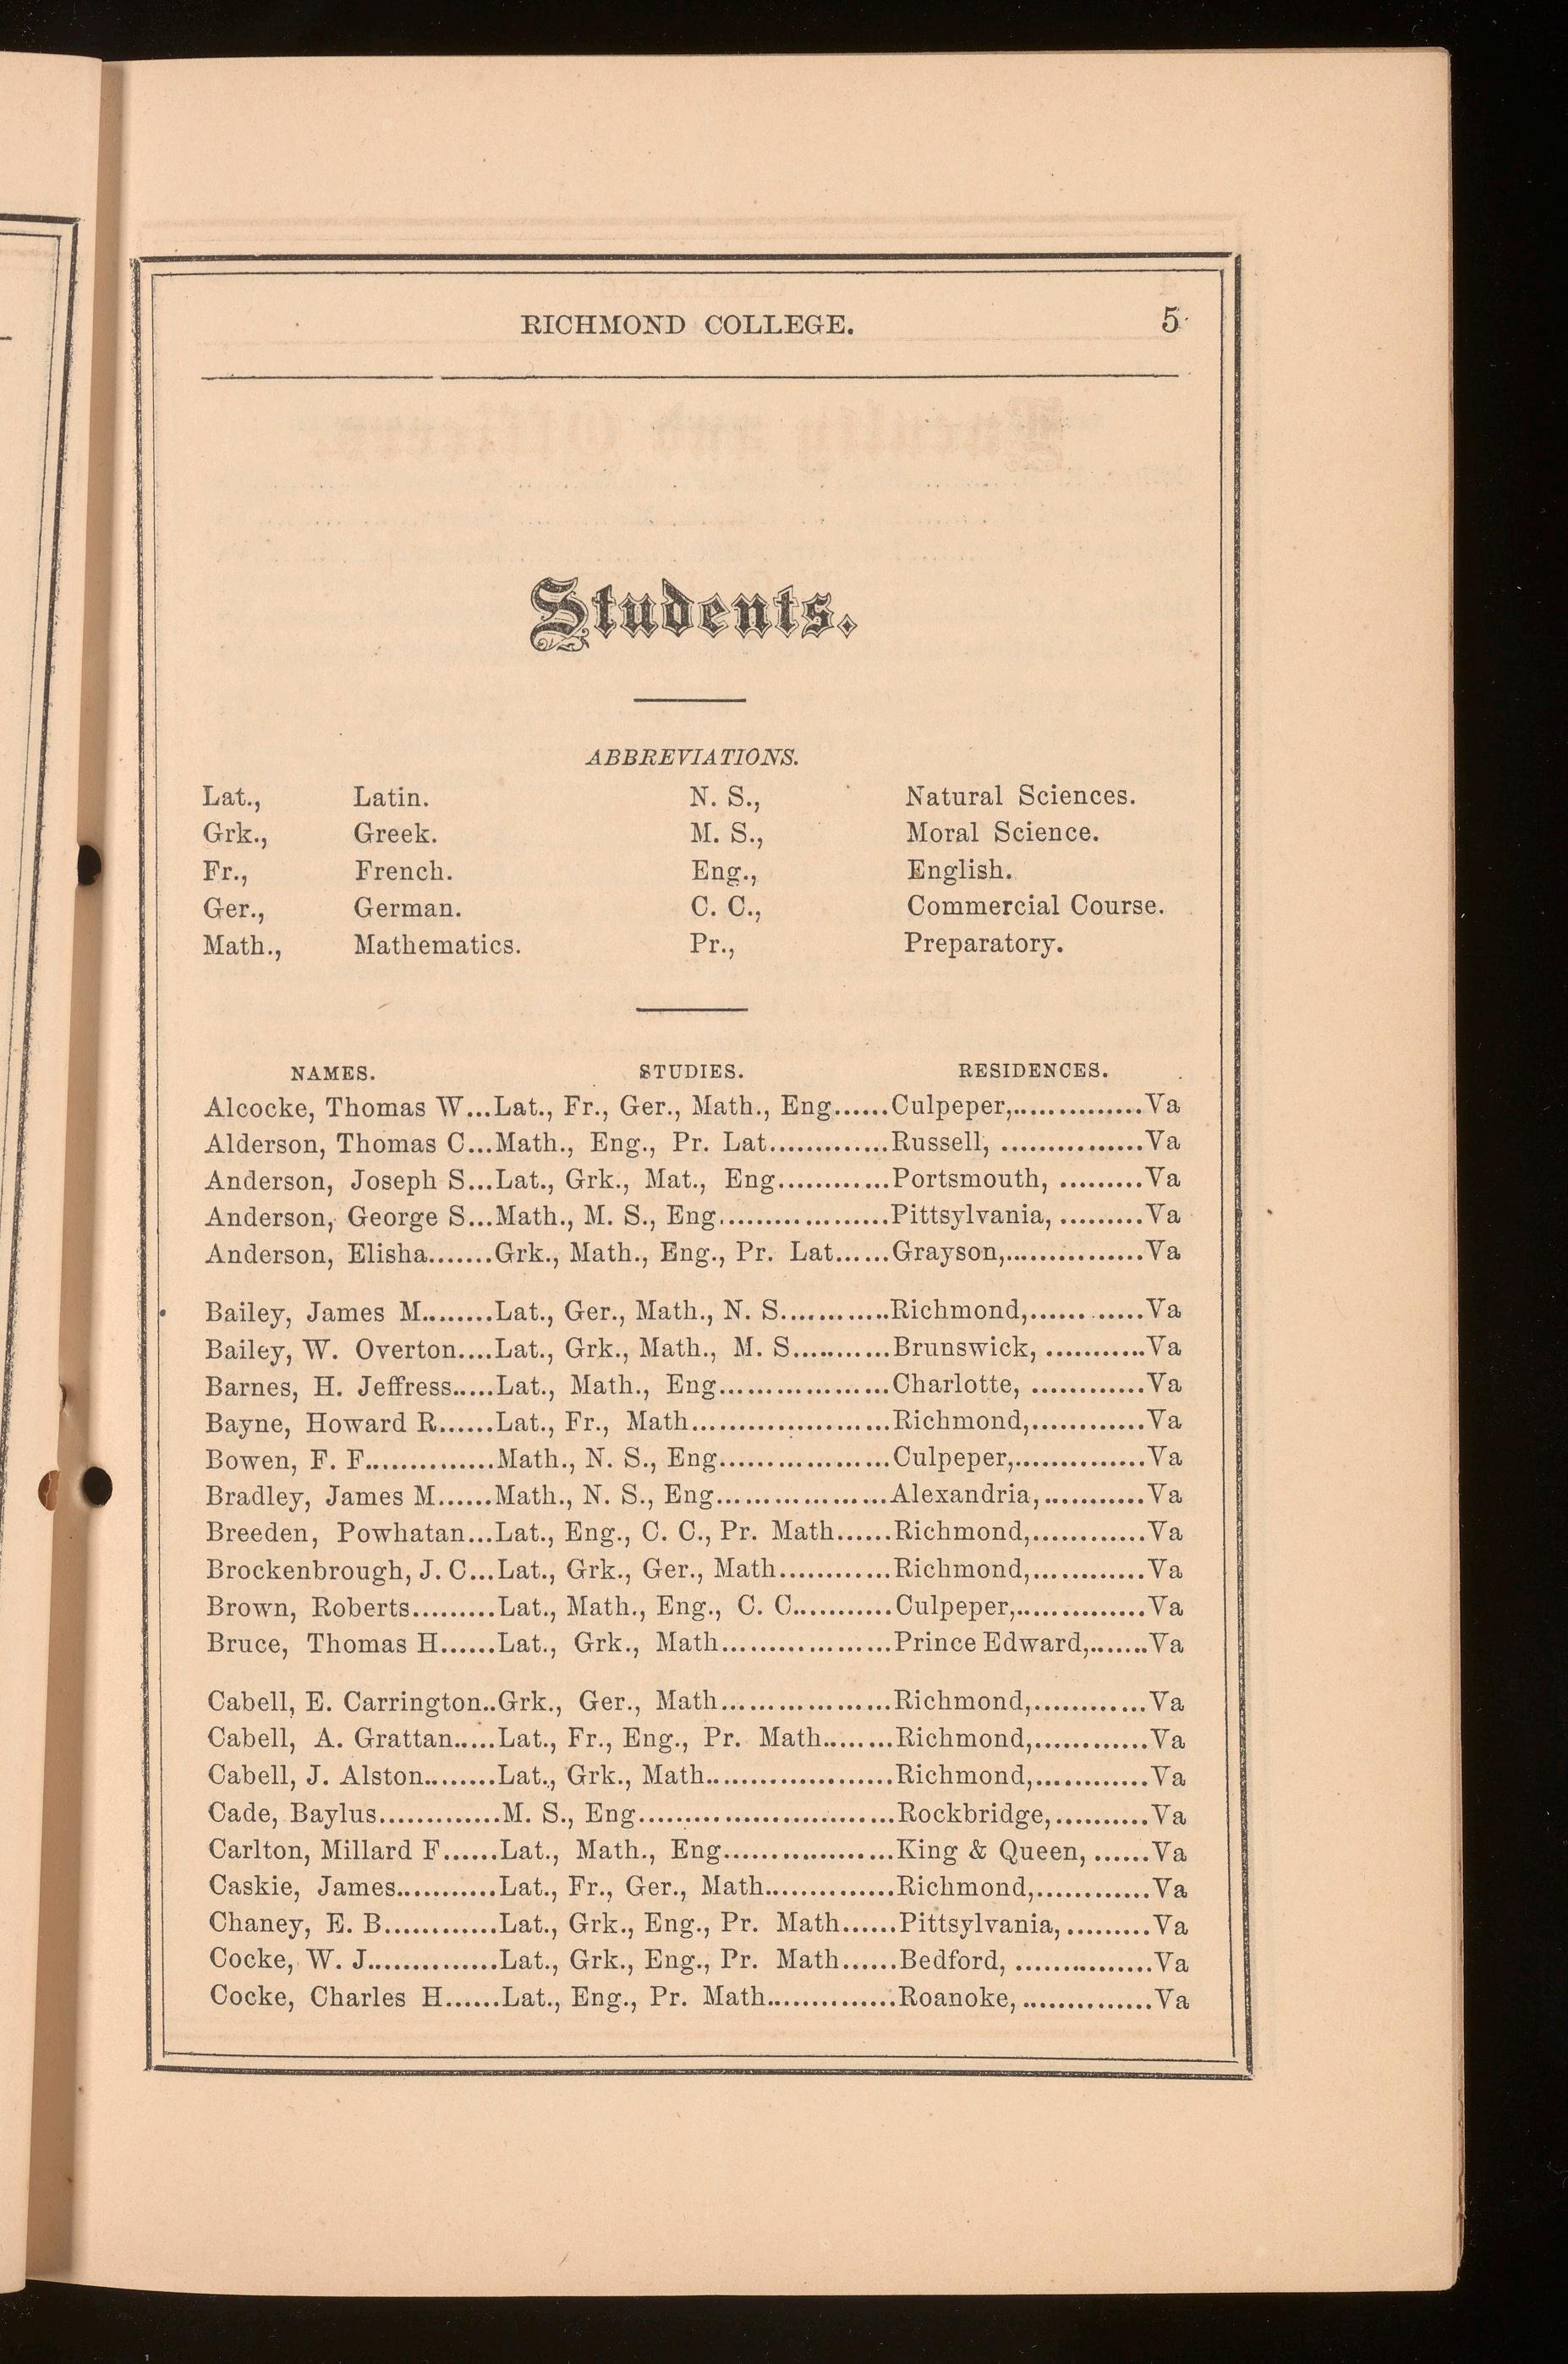 RICHMOND COLLEGE. 5
Students.
ABBREVIATIONS.
Lat., Latin. N. S., Natural Sciences.
Grk., Greek. M. S., Moral Science.
Fr., French. Eng., English.
Ger., German. C. C., Commercial Course.
Math., Mathematics. Pr., Preparatory.
NAMES. STUDIES. RESIDENCES.
Alcocke, Thomas W...Lat., Fr., Ger., Math., Eng......Culpeper,..............Va
Alderson, Thomas C...Math., Eng., Pr. Lat.............Russell, ...............Va
Anderson, Joseph S...Lat., Grk., Mat., Eng............Portsmouth, .........Va
Anderson, George S...Math., M. S., Eng..................Pittsylvania, .........Va
Anderson, Elisha.......Grk., Math., Eng., Pr. Lat......Grayson,...............Va
Bailey, James M........Lat., Ger., Math., N. S............Richmond,............Va
Bailey, W. Overton....Lat., Grk., Math., M. S...........Brunswick, ...........Va
Barnes, H. Jeffress.....Lat., Math., Eng..................Charlotte, ............Va
Bayne, Howard R......Lat., Fr., Math.....................Richmond,............Va
Bowen, F. F..............Math., N. S., Eng..................Culpeper,..............Va
Bradley, James M......Math., N. S., Eng..................Alexandria,...........Va
Breeden, Powhatan...Lat., Eng., C. C., Pr. Math......Richmond,............Va
Brockenbrough, J. C...Lat., Grk., Ger., Math............Richmond,............Va
Brown, Roberts.........Lat., Math., Eng., C. C...........Culpeper,..............Va
Bruce, Thomas H......Lat., Grk., Math..................Prince Edward,.......Va
Cabell, E. Carrington..Grk., Ger., Math..................Richmond,............Va
Cabell, A. Grattan.....Lat., Fr., Eng., Pr. Math........Richmond,............Va
Cabell, J. Alston........Lat., Grk., Math....................Richmond,............Va
Cade, Baylus.............M. S., Eng...........................Rockbridge,..........Va
Carlton, Millard F......Lat., Math., Eng..................King & Queen, ......Va
Caskie, James...........Lat., Fr., Ger., Math..............Richmond,............Va
Chaney, E. B............Lat., Grk., Eng., Pr. Math......Pittsylvania,.........Va
Cocke, W. J..............Lat., Grk., Eng., Pr. Math......Bedford, ...............Va
Cocke, Charles H......Lat., Eng., Pr. Math..............Roanoke,..............Va